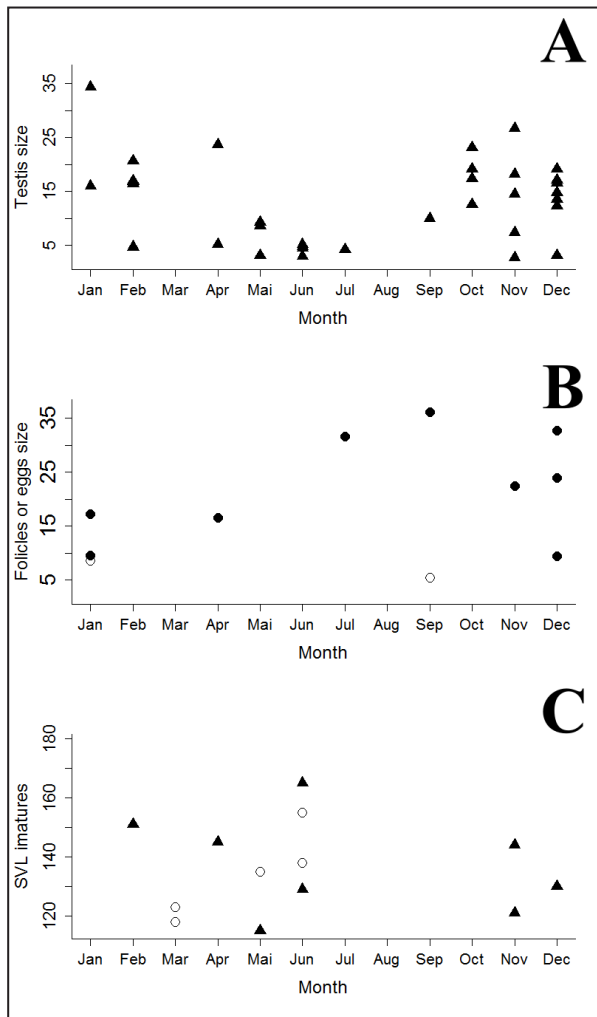 A
Testis size
35
25
15
5
Jan Feb Mar Apr Mai Jun Jul Aug Sep Oct Nov Dec
Month
B
Folicles or eggs size
35
25
15
5
Jan Feb Mar Apr Mai Jun Jul Aug Sep Oct Nov Dec
Month
C
SVL imatures
180
160
140
120
Jan Feb Mar Apr Mai Jun Jul Aug Sep Oct Nov Dec
Month